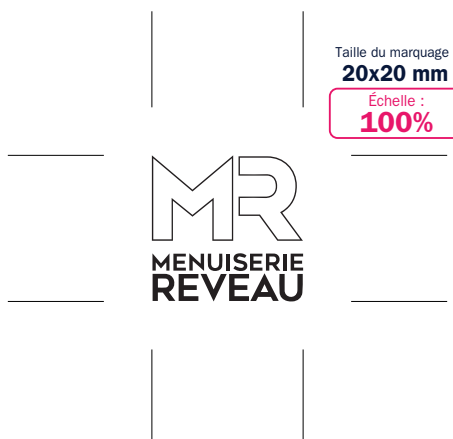 Taille du marquage
20x20 mm
Échelle :
100%
MR
MENUISERIE
REVEAU